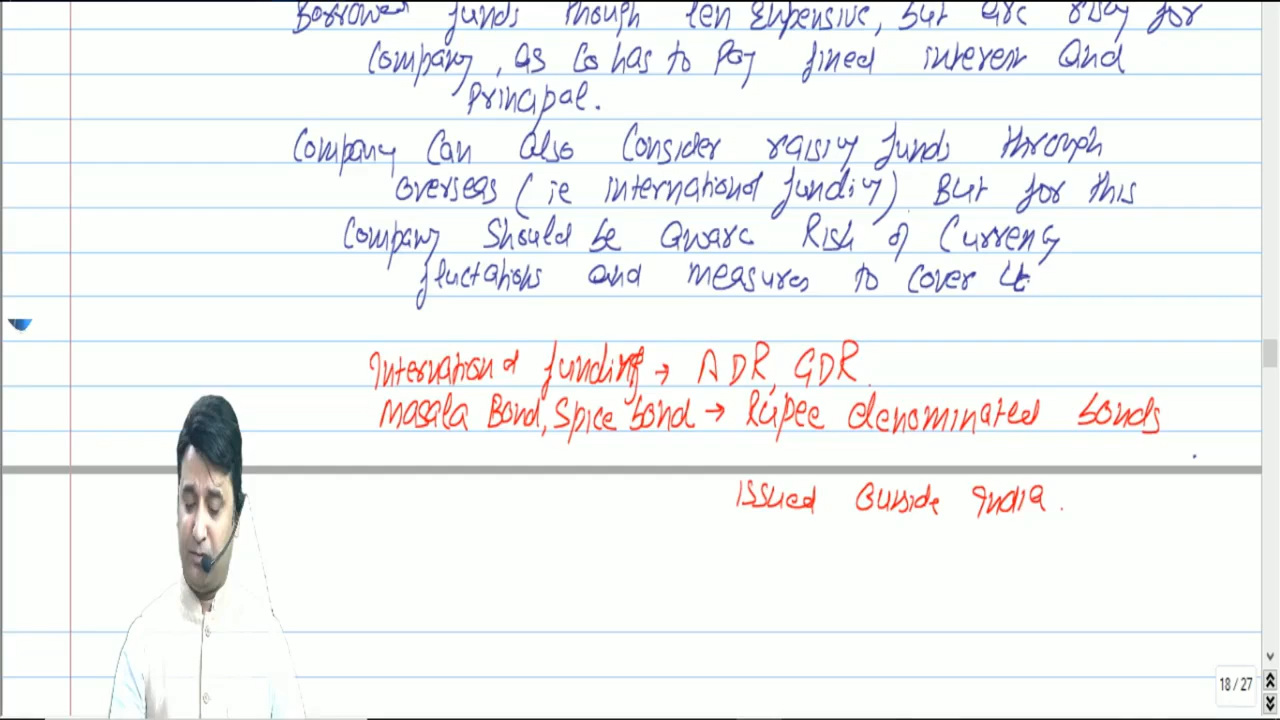 Borrowed funds though less Expensive, but are risky for
Company, as Co has to Pay fixed interest and
Principal.
Company Can also Consider raising funds through
overseas (ie international funding) But for this
Company Should be aware Risk of Currency
fluctations and measures to cover it
International funding → ADR, GDR.
Masala Bond, Spice bond → Rupee denominated bonds
issued Outside India.
18 / 27